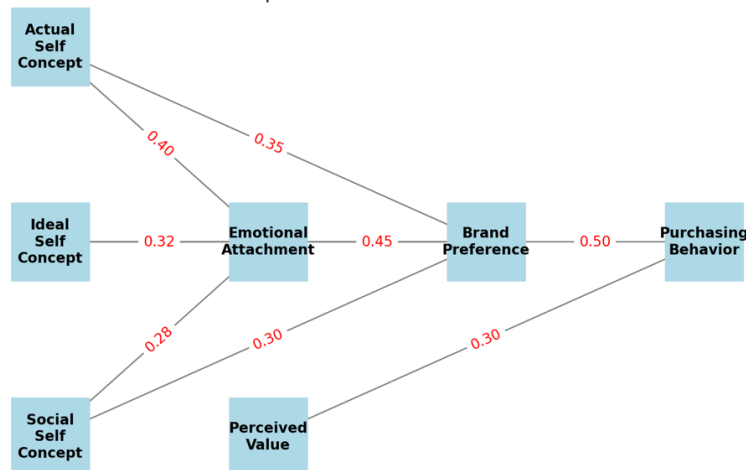 Actual
Self
Concept
0.40
0.35
Ideal
Self
Concept
0.32
Emotional
Attachment
0.45
Brand
Preference
0.50
Purchasing
Behavior
0.28
0.30
0.30
Social
Self
Concept
Perceived
Value